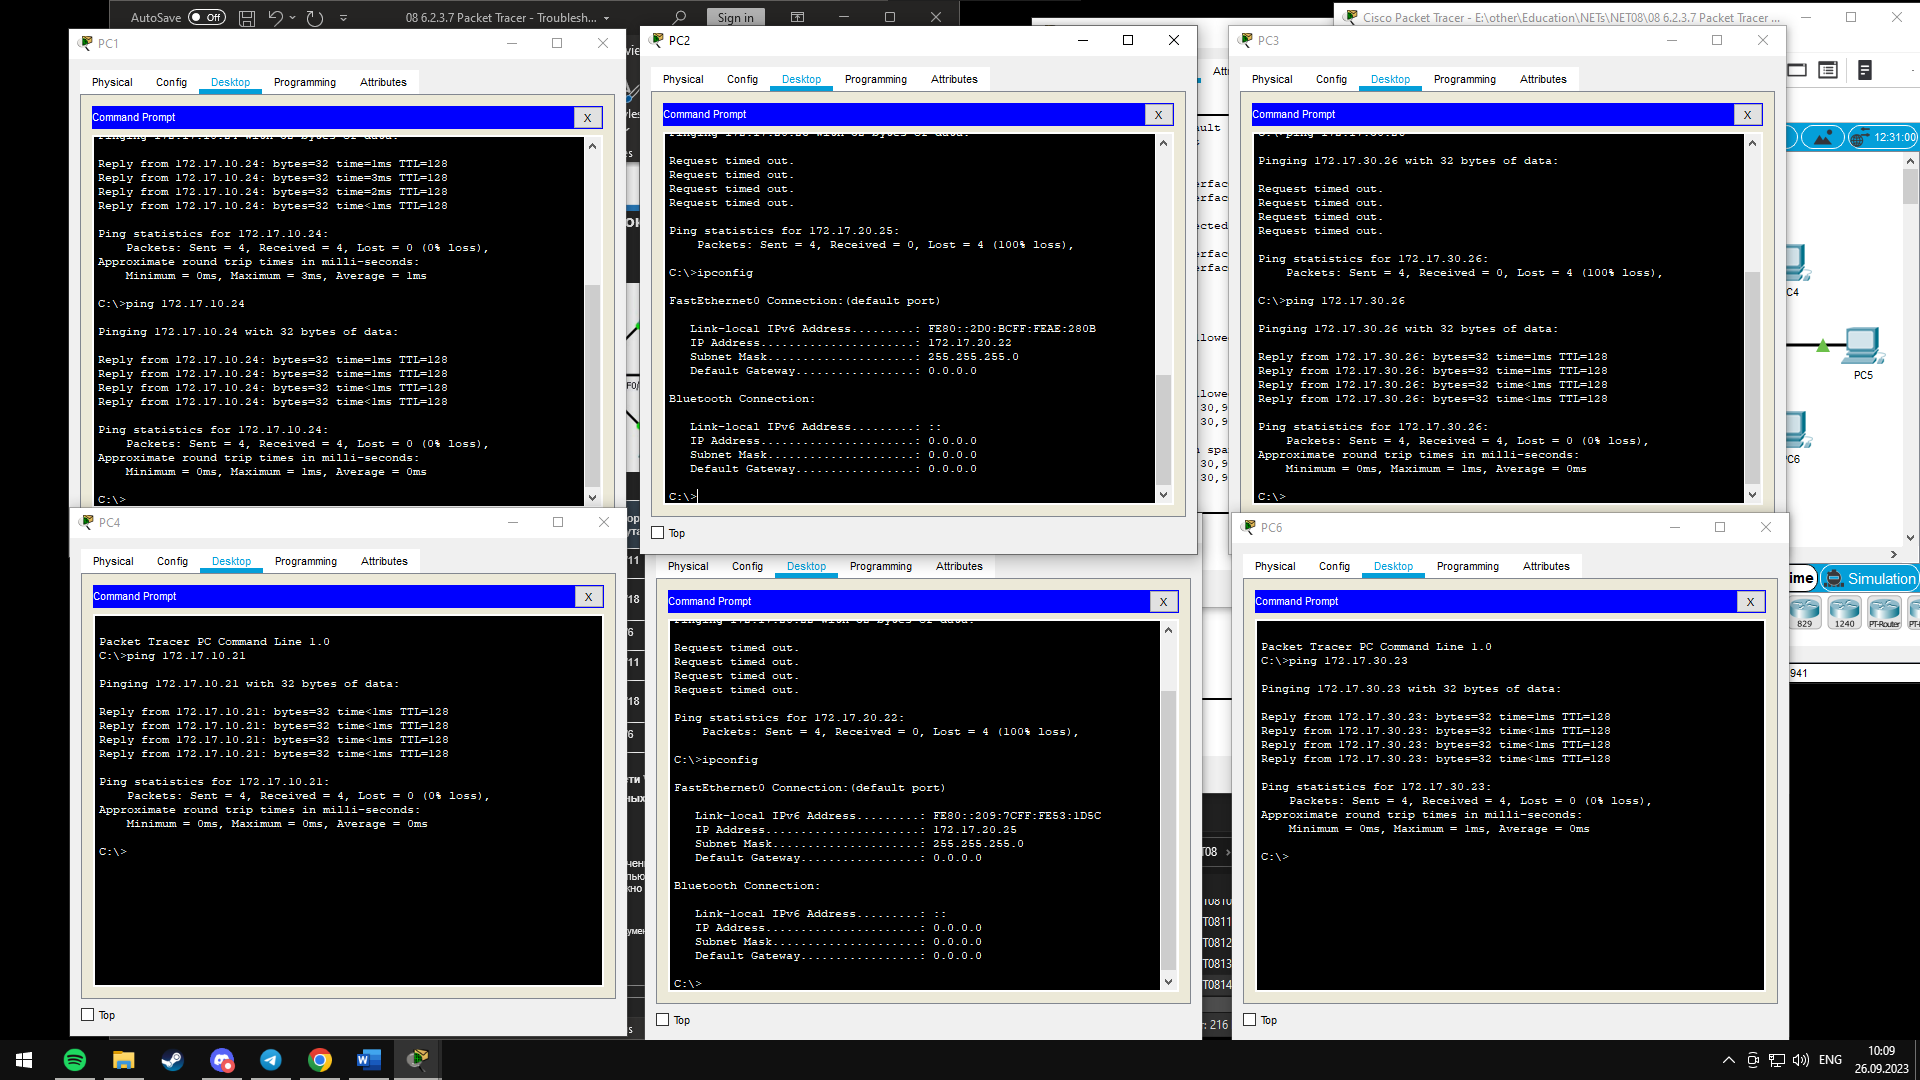 AutoSave Off 08 6.2.3.7 Packet Tracer - Troublesh... Sign in
Cisco Packet Tracer - E:\other\Education\NETs\NET08\08 6.2.3.7 Packet Tracer ...
PC1
Physical Config Desktop Programming Attributes
Command Prompt X
Reply from 172.17.10.24: bytes=32 time=1ms TTL=128
Reply from 172.17.10.24: bytes=32 time=3ms TTL=128
Reply from 172.17.10.24: bytes=32 time=2ms TTL=128
Reply from 172.17.10.24: bytes=32 time<1ms TTL=128
Ping statistics for 172.17.10.24:
Packets: Sent = 4, Received = 4, Lost = 0 (0% loss),
Approximate round trip times in milli-seconds:
Minimum = 0ms, Maximum = 3ms, Average = 1ms
C:\>ping 172.17.10.24
Pinging 172.17.10.24 with 32 bytes of data:
Reply from 172.17.10.24: bytes=32 time=1ms TTL=128
Reply from 172.17.10.24: bytes=32 time=1ms TTL=128
Reply from 172.17.10.24: bytes=32 time<1ms TTL=128
Reply from 172.17.10.24: bytes=32 time<1ms TTL=128
Ping statistics for 172.17.10.24:
Packets: Sent = 4, Received = 4, Lost = 0 (0% loss),
Approximate round trip times in milli-seconds:
Minimum = 0ms, Maximum = 1ms, Average = 0ms
C:\>
PC2
Physical Config Desktop Programming Attributes
Command Prompt X
Request timed out.
Request timed out.
Request timed out.
Request timed out.
Ping statistics for 172.17.20.25:
Packets: Sent = 4, Received = 0, Lost = 4 (100% loss),
C:\>ipconfig
FastEthernet0 Connection:(default port)
Link-local IPv6 Address.........: FE80::2D0:BCFF:FEAE:280B
IP Address......................: 172.17.20.22
Subnet Mask.....................: 255.255.255.0
Default Gateway.................: 0.0.0.0
Bluetooth Connection:
Link-local IPv6 Address.........: ::
IP Address......................: 0.0.0.0
Subnet Mask.....................: 0.0.0.0
Default Gateway.................: 0.0.0.0
C:\>
Top
PC3
Physical Config Desktop Programming Attributes
Command Prompt X
Pinging 172.17.30.26 with 32 bytes of data:
Request timed out.
Request timed out.
Request timed out.
Request timed out.
Ping statistics for 172.17.30.26:
Packets: Sent = 4, Received = 0, Lost = 4 (100% loss),
C:\>ping 172.17.30.26
Pinging 172.17.30.26 with 32 bytes of data:
Reply from 172.17.30.26: bytes=32 time=1ms TTL=128
Reply from 172.17.30.26: bytes=32 time=1ms TTL=128
Reply from 172.17.30.26: bytes=32 time<1ms TTL=128
Reply from 172.17.30.26: bytes=32 time<1ms TTL=128
Ping statistics for 172.17.30.26:
Packets: Sent = 4, Received = 4, Lost = 0 (0% loss),
Approximate round trip times in milli-seconds:
Minimum = 0ms, Maximum = 1ms, Average = 0ms
C:\>
12:31:00
PC5
Simulation
829 1240 PT-Router
941
PC4
Physical Config Desktop Programming Attributes
Command Prompt X
Packet Tracer PC Command Line 1.0
C:\>ping 172.17.10.21
Pinging 172.17.10.21 with 32 bytes of data:
Reply from 172.17.10.21: bytes=32 time<1ms TTL=128
Reply from 172.17.10.21: bytes=32 time<1ms TTL=128
Reply from 172.17.10.21: bytes=32 time<1ms TTL=128
Reply from 172.17.10.21: bytes=32 time<1ms TTL=128
Ping statistics for 172.17.10.21:
Packets: Sent = 4, Received = 4, Lost = 0 (0% loss),
Approximate round trip times in milli-seconds:
Minimum = 0ms, Maximum = 0ms, Average = 0ms
C:\>
Top
Physical Config Desktop Programming Attributes
Command Prompt X
Request timed out.
Request timed out.
Request timed out.
Request timed out.
Ping statistics for 172.17.20.22:
Packets: Sent = 4, Received = 0, Lost = 4 (100% loss),
C:\>ipconfig
FastEthernet0 Connection:(default port)
Link-local IPv6 Address.........: FE80::209:7CFF:FE53:1D5C
IP Address......................: 172.17.20.25
Subnet Mask.....................: 255.255.255.0
Default Gateway.................: 0.0.0.0
Bluetooth Connection:
Link-local IPv6 Address.........: ::
IP Address......................: 0.0.0.0
Subnet Mask.....................: 0.0.0.0
Default Gateway.................: 0.0.0.0
C:\>
Top
PC6
Physical Config Desktop Programming Attributes
Command Prompt X
Packet Tracer PC Command Line 1.0
C:\>ping 172.17.30.23
Pinging 172.17.30.23 with 32 bytes of data:
Reply from 172.17.30.23: bytes=32 time=1ms TTL=128
Reply from 172.17.30.23: bytes=32 time<1ms TTL=128
Reply from 172.17.30.23: bytes=32 time<1ms TTL=128
Reply from 172.17.30.23: bytes=32 time<1ms TTL=128
Ping statistics for 172.17.30.23:
Packets: Sent = 4, Received = 4, Lost = 0 (0% loss),
Approximate round trip times in milli-seconds:
Minimum = 0ms, Maximum = 1ms, Average = 0ms
C:\>
Top
ENG
10:09
26.09.2023